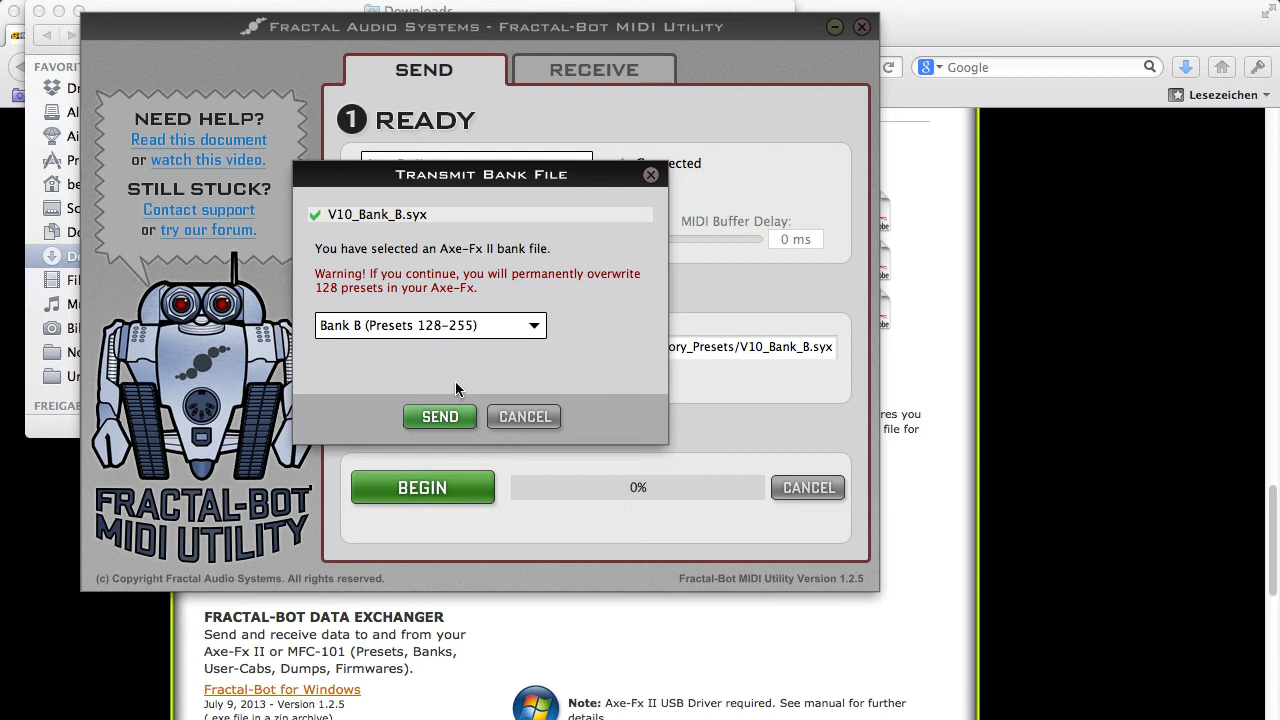 Downloads
FRACTAL AUDIO SYSTEMS - FRACTAL-BOT MIDI UTILITY
FAVORI
Google
Lesezeichen
SEND
RECEIVE
NEED HELP?
Read this document
or watch this video.
STILL STUCK?
Contact support
or try our forum.
1 READY
TRANSMIT BANK FILE
V10_Bank_B.syx
You have selected an Axe-Fx II bank file.
Warning! If you continue, you will permanently overwrite
128 presets in your Axe-Fx.
Bank B (Presets 128-255)
SEND
CANCEL
MIDI Buffer Delay:
0 ms
ory_Presets/V10_Bank_B.syx
BEGIN
0%
CANCEL
FRACTAL-BOT
MIDI UTILITY
(c) Copyright Fractal Audio Systems. All rights reserved.
Fractal-Bot MIDI Utility Version 1.2.5
FREIGAB
res you
file for
FRACTAL-BOT DATA EXCHANGER
Send and receive data to and from your
Axe-Fx II or MFC-101 (Presets, Banks,
User-Cabs, Dumps, Firmwares).
Fractal-Bot for Windows
July 9, 2013 - Version 1.2.5
(.exe file in a zip archive)
Note: Axe-Fx II USB Driver required. See manual for further
details